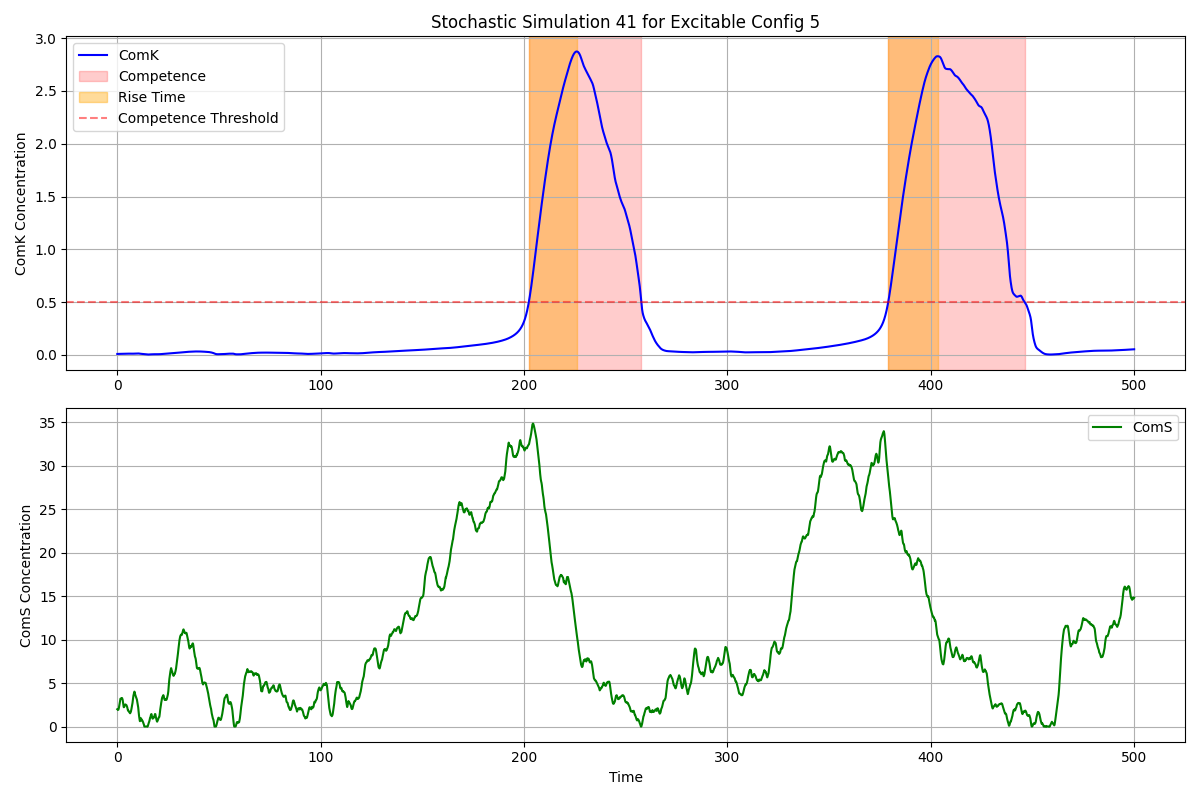 Stochastic Simulation 41 for Excitable Config 5
ComK Concentration
3.0
2.5
2.0
1.5
1.0
0.5
0.0
ComK
Competence
Rise Time
Competence Threshold
0 100 200 300 400 500
ComS Concentration
35
30
25
20
15
10
5
0
ComS
0 100 200 300 400 500
Time